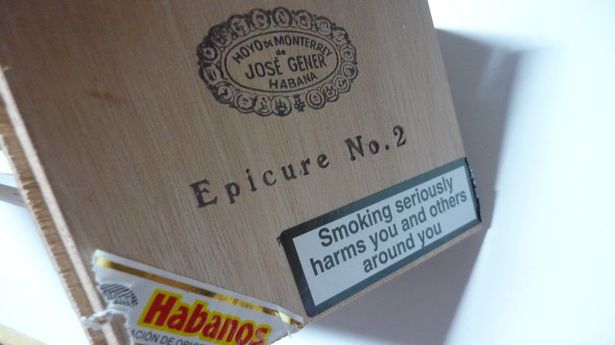 HOYO DE MONTERREY
de
JOSÉ GENER
HABANA
Epicure No. 2
Smoking seriously
harms you and others
around you
Habanos